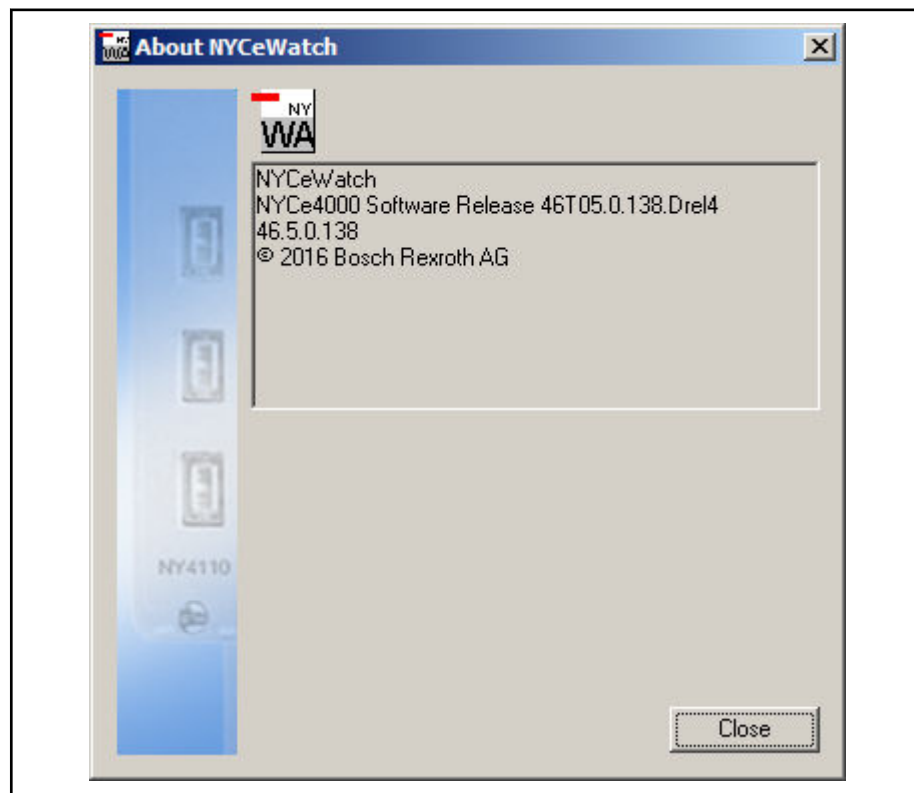 About NYCeWatch
NY
WA
NYCeWatch
NYCe4000 Software Release 46T05.0.138.Drel4
46.5.0.138
© 2016 Bosch Rexroth AG
NY4110
Close